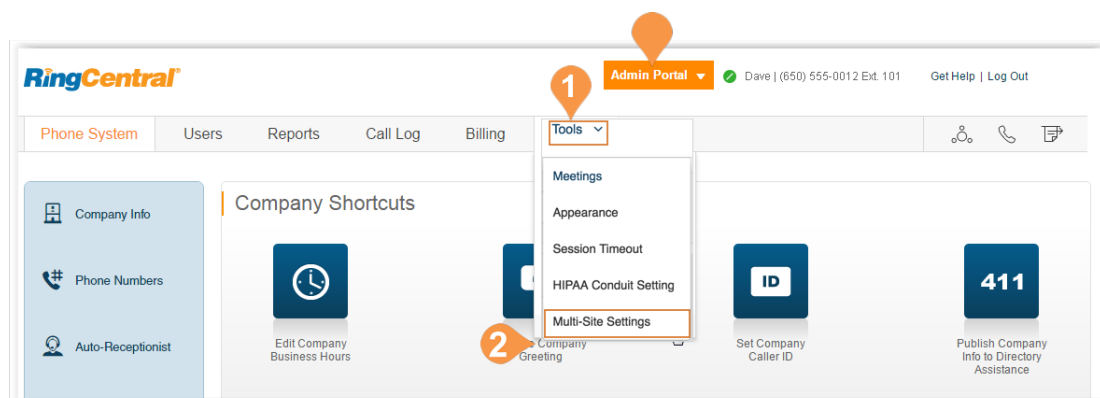 RingCentral®
Admin Portal
Dave | (650) 555-0012 Ext. 101
Get Help | Log Out
1
Phone System
Users
Reports
Call Log
Billing
Tools
Meetings
Appearance
Session Timeout
HIPAA Conduit Setting
Multi-Site Settings
2
Company Info
Phone Numbers
Auto-Receptionist
Company Shortcuts
Edit Company
Business Hours
Company
Greeting
ID
Set Company
Caller ID
411
Publish Company
Info to Directory
Assistance